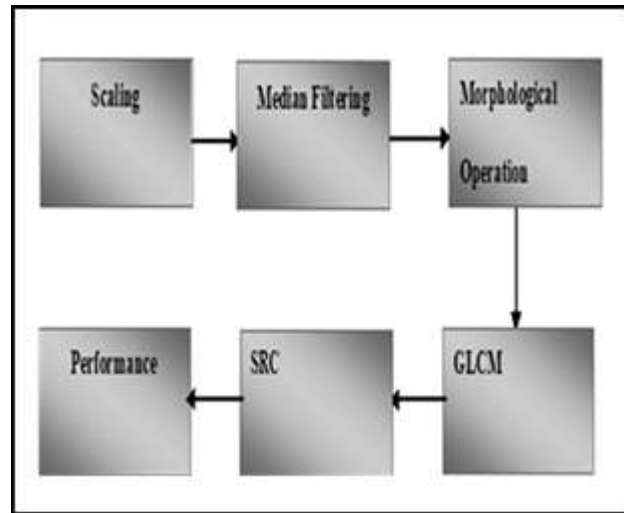 Scaling
Median Filtering
Morphological
Operation
GLCM
SRC
Performance